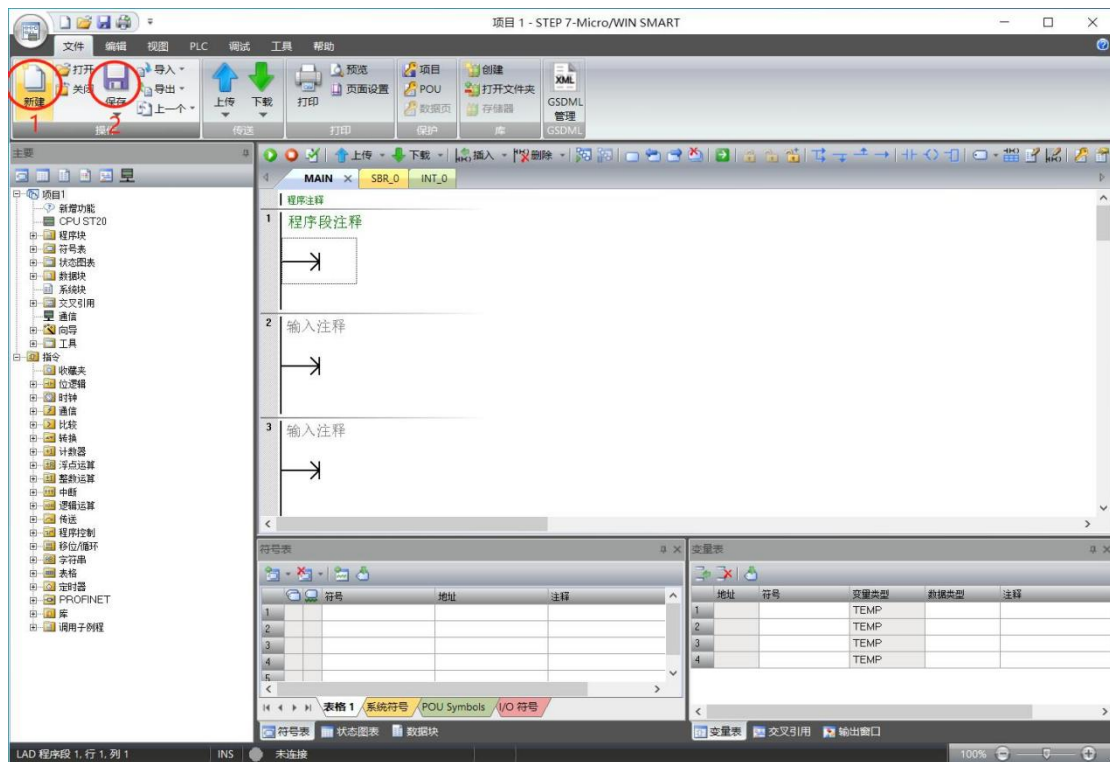 项目 1 - STEP 7-Micro/WIN SMART
文件 编辑 视图 PLC 调试 工具 帮助
新建 打开 关闭 保存 导入 导出 上一个 上传 下载 打印 预览 页面设置 项目 POU 数据页 创建 打开文件夹 存储器 XML GSDML 管理
1 2
操作 传送 打印 保护 库 GSDML
主要
上传 下载 插入 删除
MAIN SBR_0 INT_0
项目1
新增功能
CPU ST20
程序块
符号表
状态图表
数据块
系统块
交叉引用
通信
向导
工具
指令
收藏夹
位逻辑
时钟
通信
比较
转换
计数器
浮点运算
整数运算
中断
逻辑运算
传送
程序控制
移位/循环
字符串
表格
定时器
PROFINET
库
调用子例程
程序注释
1 程序段注释
2 输入注释
3 输入注释
符号表
符号 地址 注释
1
2
3
4
5
表格 1 系统符号 POU Symbols I/O 符号
符号表 状态图表 数据块
变量表
地址 符号 变量类型 数据类型 注释
1 TEMP
2 TEMP
3 TEMP
4 TEMP
变量表 交叉引用 输出窗口
LAD 程序段 1, 行 1, 列 1 INS 未连接 100%